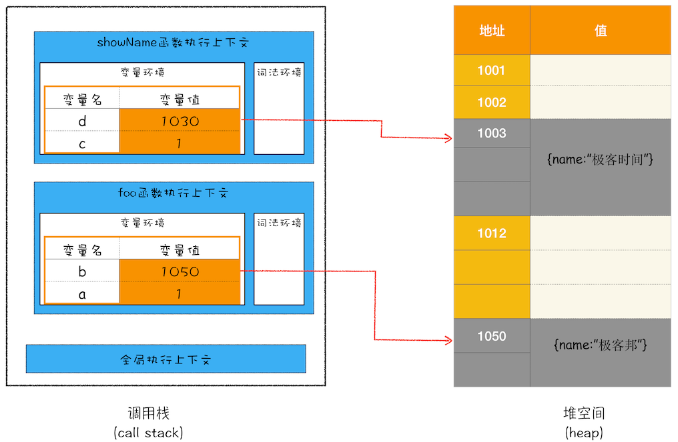 showName函数执行上下文
变量环境
词法环境
变量名 变量值
d 1030
c 1
foo函数执行上下文
变量环境
词法环境
变量名 变量值
b 1050
a 1
全局执行上下文
调用栈
(call stack)
地址 值
1001
1002
1003
{name:"极客时间"}
1012
1050
{name:"极客邦"}
堆空间
(heap)